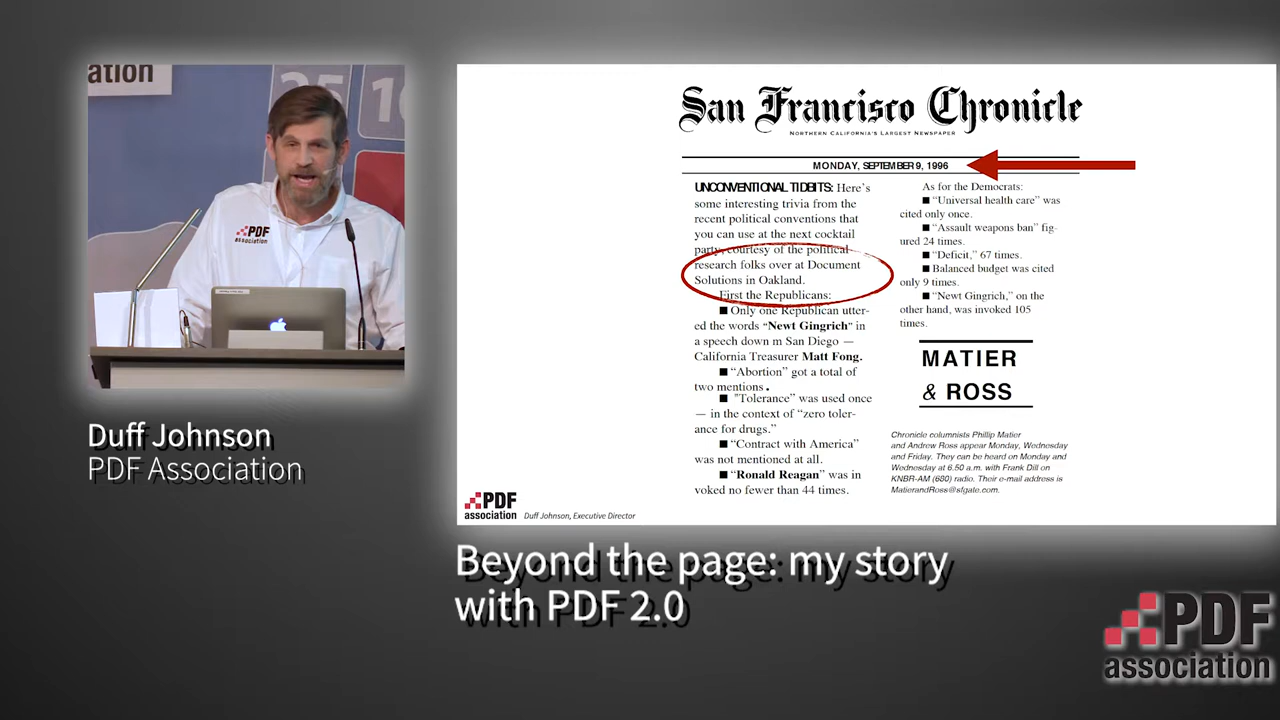 ation
25
10
PDF
association
Duff Johnson
PDF Association
San Francisco Chronicle
NORTHERN CALIFORNIA'S LARGEST NEWSPAPER
MONDAY, SEPTEMBER 9, 1996
UNCONVENTIONAL TIDBITS: Here's
some interesting trivia from the
recent political conventions that
you can use at the next cocktail
party, courtesy of the political
research folks over at Document
Solutions in Oakland.
First the Republicans:
■ Only one Republican utter-
ed the words "Newt Gingrich" in
a speech down m San Diego —
California Treasurer Matt Fong.
■ "Abortion" got a total of
two mentions.
■ "Tolerance" was used once
— in the context of "zero toler-
ance for drugs."
■ "Contract with America"
was not mentioned at all.
■ "Ronald Reagan" was in
voked no fewer than 44 times.
As for the Democrats:
■ "Universal health care" was
cited only once.
■ "Assault weapons ban" fig-
ured 24 times.
■ "Deficit," 67 times.
■ Balanced budget was cited
only 9 times.
■ "Newt Gingrich," on the
other hand, was invoked 105
times.
MATIER
& ROSS
Chronicle columnists Phillip Matier
and Andrew Ross appear Monday, Wednesday
and Friday. They can be heard on Monday and
Wednesday at 6.50 a.m. with Frank Dill on
KNBR-AM (680) radio. Their e-mail address is
MatierandRoss@sfgate.com.
PDF
association Duff Johnson, Executive Director
Beyond the page: my story
with PDF 2.0
PDF
association